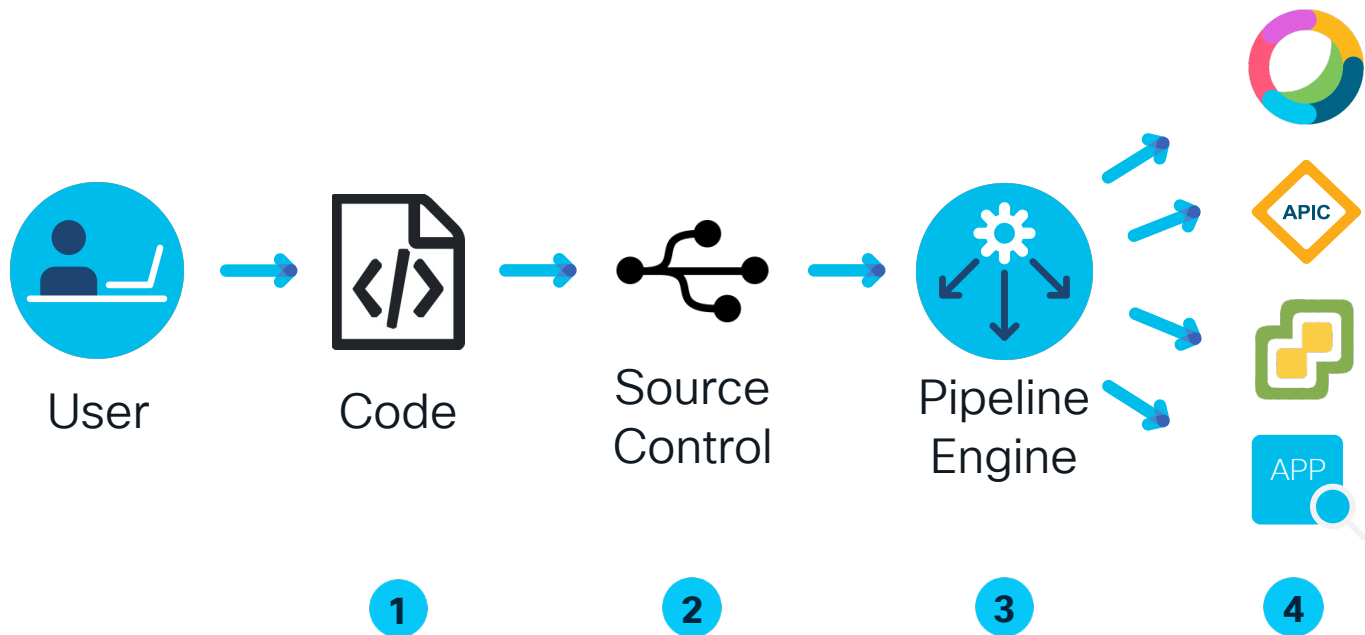 User
Code
Source
Control
Pipeline
Engine
APIC
APP
1
2
3
4